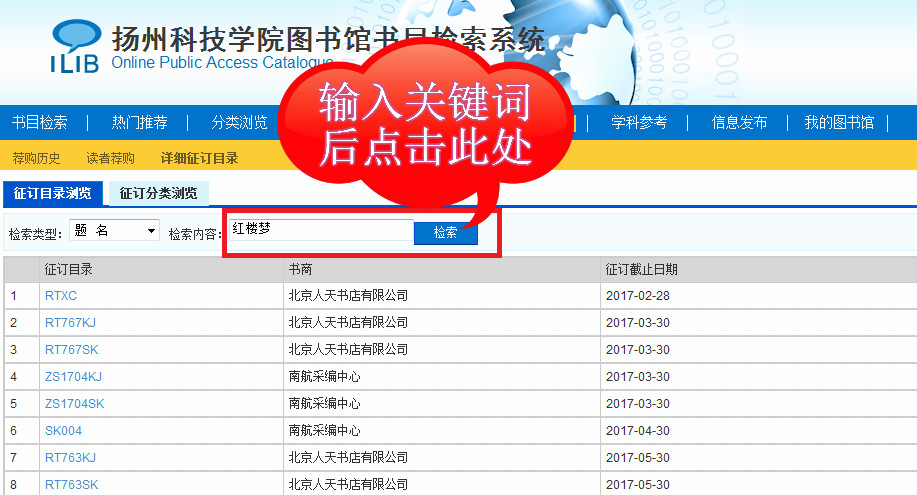 ILIB
扬州科技学院图书馆书目检索系统
Online Public Access Catalogue
输入关键词
后点击此处
书目检索
热门推荐
分类浏览
学科参考
信息发布
我的图书馆
荐购历史 读者荐购 详细征订目录
征订目录浏览 征订分类浏览
检索类型: 题 名 检索内容: 红楼梦 检索
征订目录 书商 征订截止日期
1 RTXC 北京人天书店有限公司 2017-02-28
2 RT767KJ 北京人天书店有限公司 2017-03-30
3 RT767SK 北京人天书店有限公司 2017-03-30
4 ZS1704KJ 南航采编中心 2017-03-30
5 ZS1704SK 南航采编中心 2017-03-30
6 SK004 南航采编中心 2017-04-30
7 RT763KJ 北京人天书店有限公司 2017-05-30
8 RT763SK 北京人天书店有限公司 2017-05-30